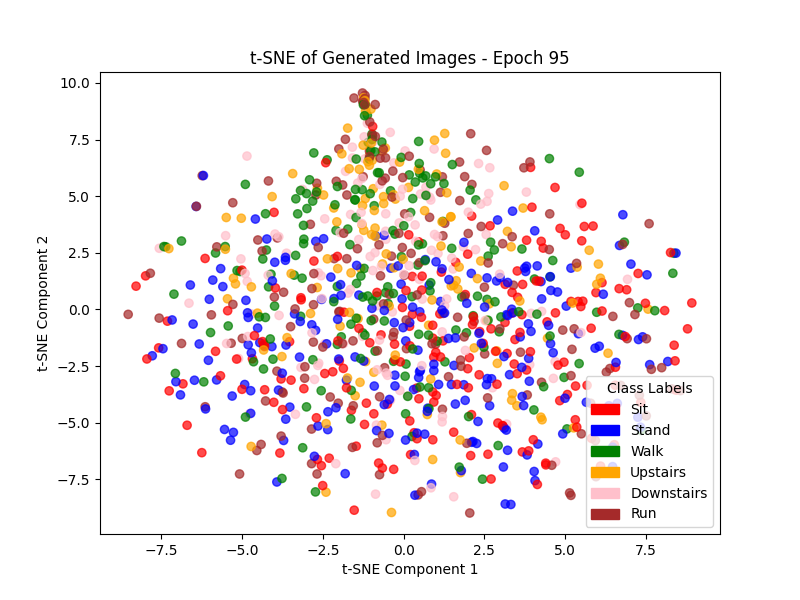 t-SNE of Generated Images - Epoch 95
t-SNE Component 2
10.0
7.5
5.0
2.5
0.0
−2.5
−5.0
−7.5
Class Labels
Sit
Stand
Walk
Upstairs
Downstairs
Run
−7.5
−5.0
−2.5
0.0
2.5
5.0
7.5
t-SNE Component 1